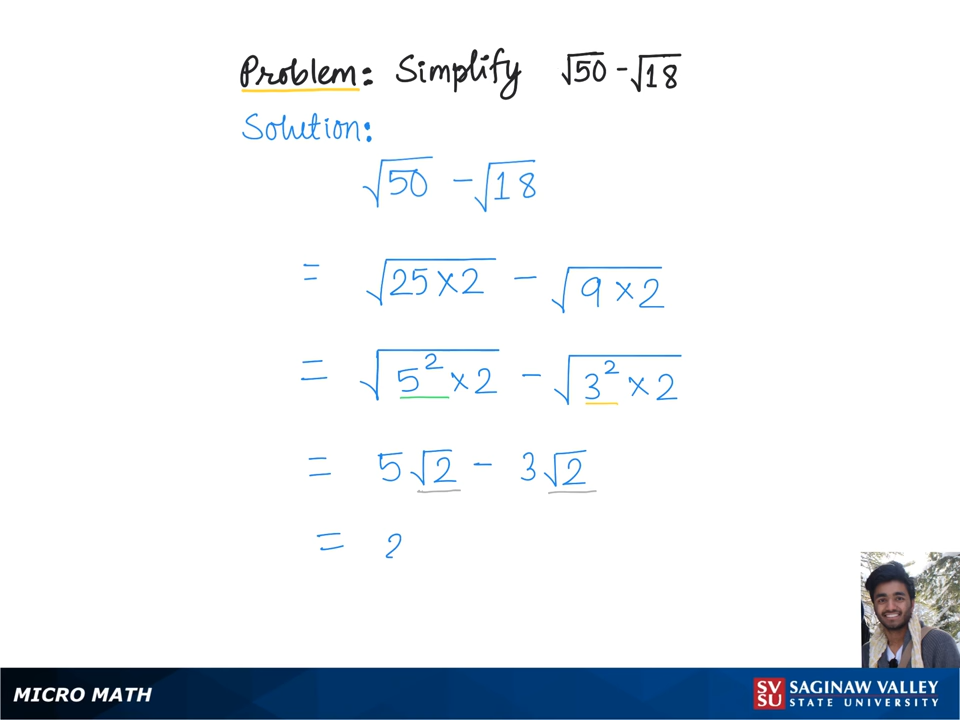 Problem: Simplify √50 - √18
Solution:
√50 - √18
= √25×2 - √9×2
= √5²×2 - √3²×2
= 5√2 - 3√2
= 2
MICRO MATH
SV SU SAGINAW VALLEY
STATE UNIVERSITY